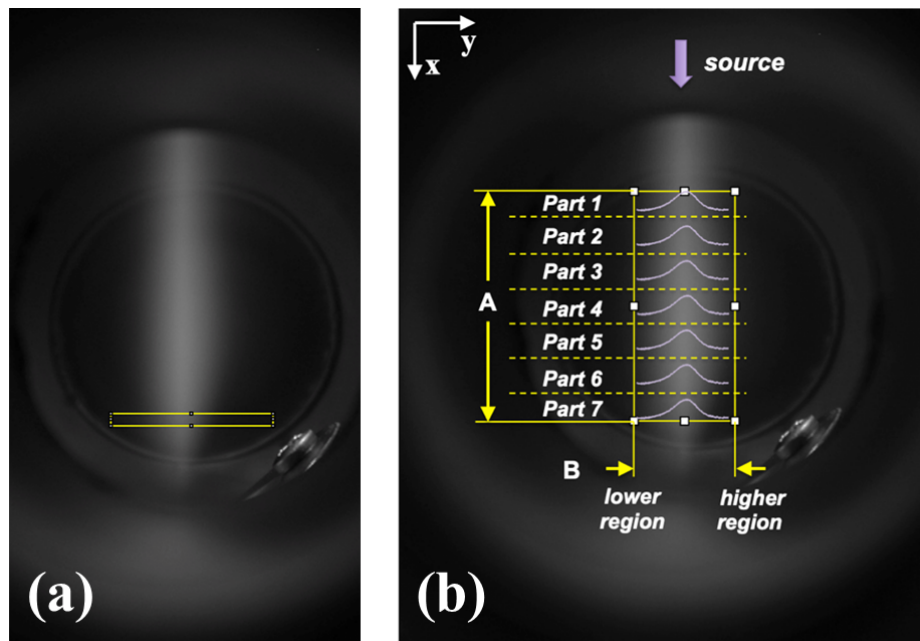 (a)
y
x
source
Part 1
Part 2
Part 3
A
Part 4
Part 5
Part 6
Part 7
B
lower
region
higher
region
(b)